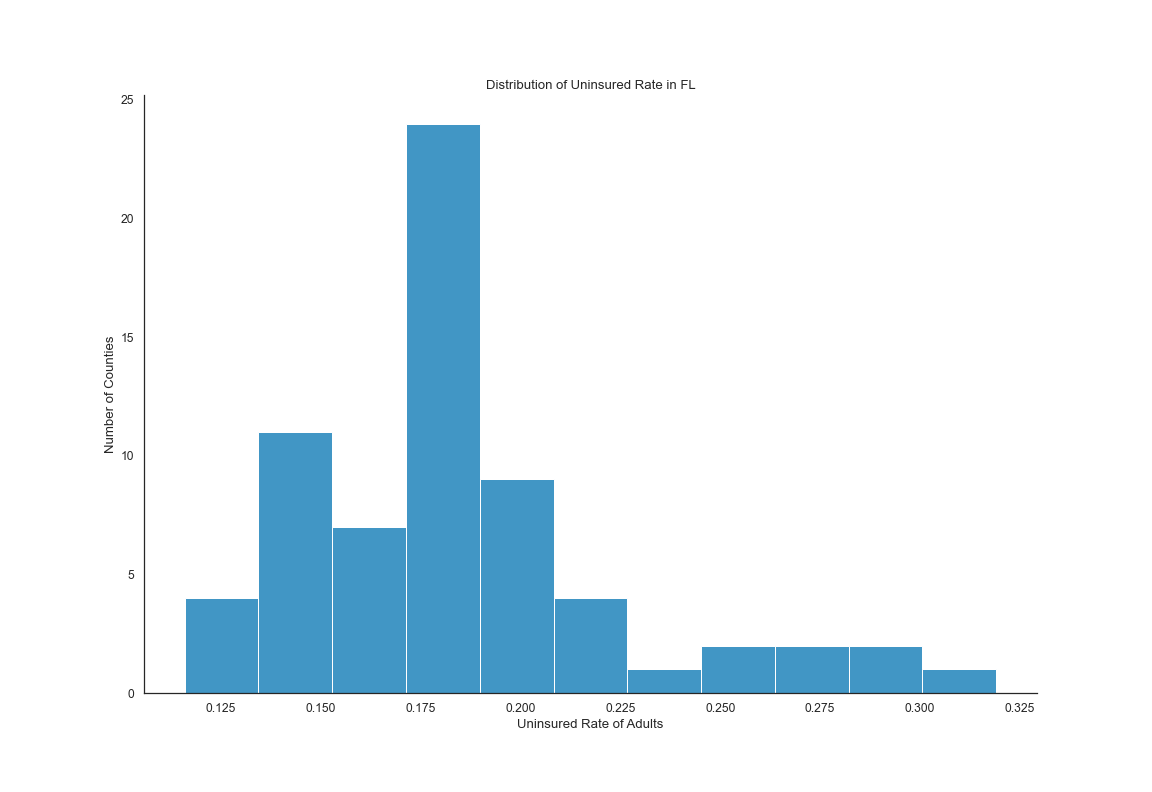 Distribution of Uninsured Rate in FL
25
20
15
10
5
0
Number of Counties
0.125 0.150 0.175 0.200 0.225 0.250 0.275 0.300 0.325
Uninsured Rate of Adults